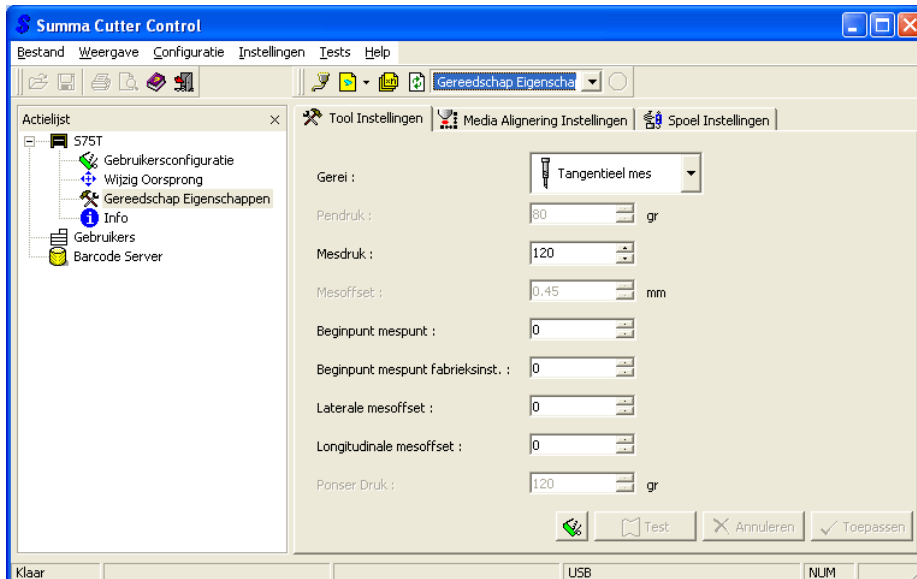 Summa Cutter Control
Bestand Weergave Configuratie Instellingen Tests Help
Gereedschap Eigenscha
Actielijst
S75T
Gebruikersconfiguratie
Wijzig Oorsprong
Gereedschap Eigenschappen
Info
Gebruikers
Barcode Server
Tool Instellingen Media Alignering Instellingen Spoel Instellingen
Gerei : Tangentieel mes
Pendruk : 80 gr
Mesdruk : 120
Mesoffset : 0.45 mm
Beginpunt mespunt : 0
Beginpunt mespunt fabrieksinst. : 0
Laterale mesoffset : 0
Longitudinale mesoffset : 0
Ponser Druk : 120 gr
Test Annuleren Toepassen
Klaar USB NUM